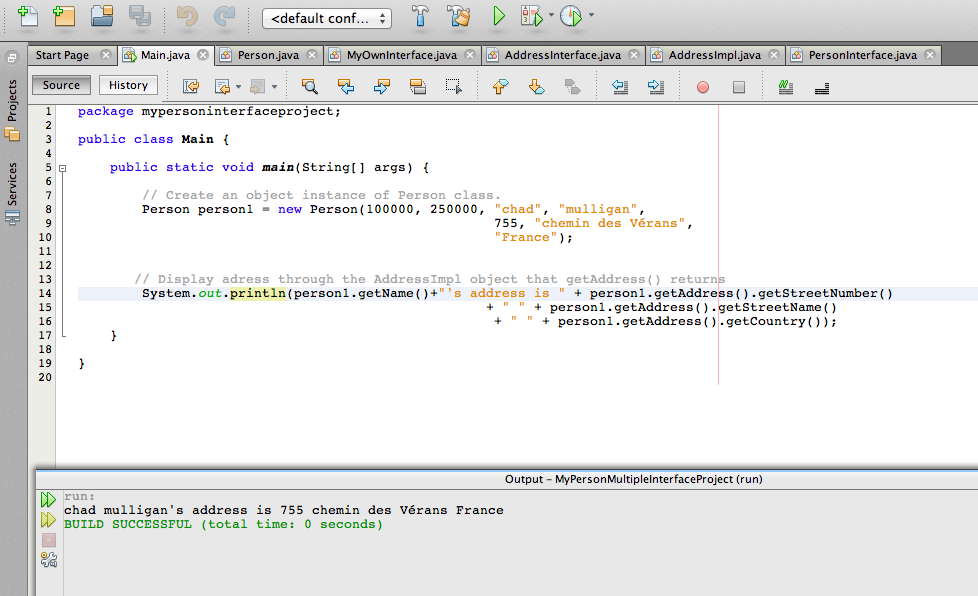 <default conf...
Start Page Main.java Person.java MyOwnInterface.java AddressInterface.java AddressImpl.java PersonInterface.java
Projects
Services
Source History
1 package mypersoninterfaceproject;
2
3 public class Main {
4
5 public static void main(String[] args) {
6
7 // Create an object instance of Person class.
8 Person person1 = new Person(100000, 250000, "chad", "mulligan",
9 755, "chemin des Vérans",
10 "France");
11
12
13 // Display adress through the AddressImpl object that getAddress() returns
14 System.out.println(person1.getName()+"'s address is " + person1.getAddress().getStreetNumber()
15 + " " + person1.getAddress().getStreetName()
16 + " " + person1.getAddress().getCountry());
17 }
18
19 }
20
Output - MyPersonMultipleInterfaceProject (run)
run:
chad mulligan's address is 755 chemin des Vérans France
BUILD SUCCESSFUL (total time: 0 seconds)